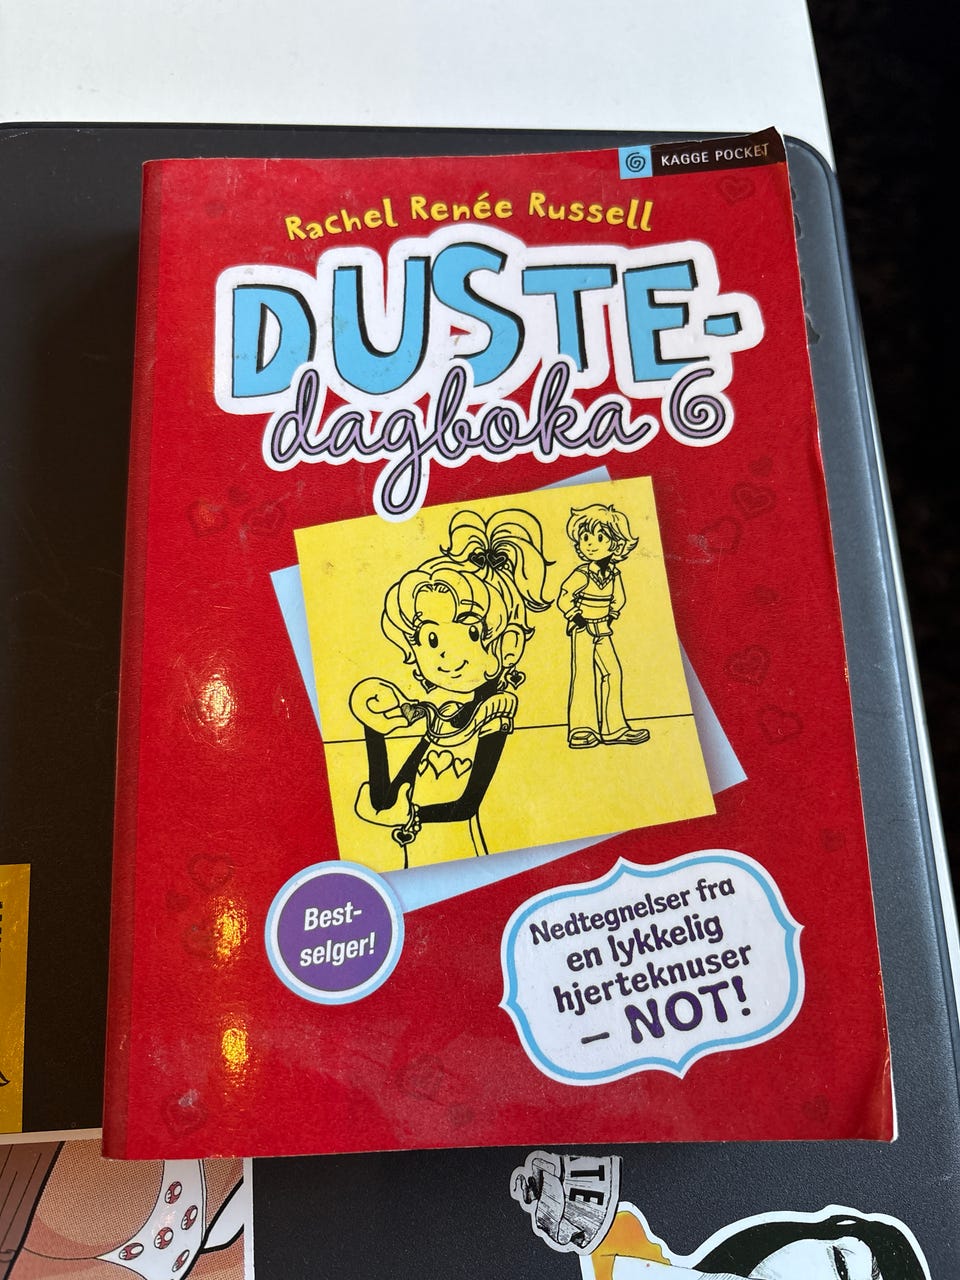 KAGGE POCKET
Rachel Renée Russell
DUSTE-
dagboka 6
Best-
selger!
Nedtegnelser fra
en lykkelig
hjerteknuser
– NOT!